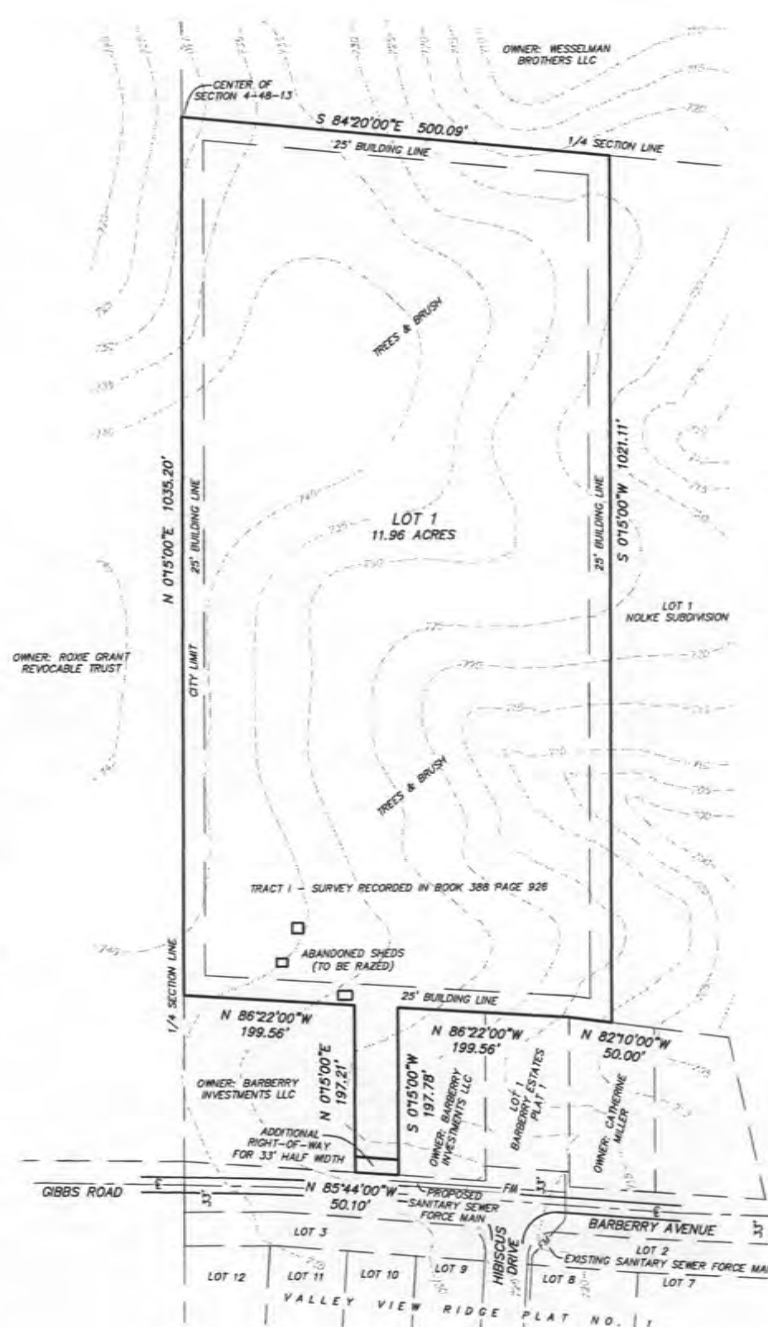 OWNER: WESSELMAN
BROTHERS LLC
CENTER OF
SECTION 4-48-13
S 84°20'00"E 500.09'
25' BUILDING LINE
1/4 SECTION LINE
TREES & BRUSH
N 0°15'00"E 1035.20'
25' BUILDING LINE
CITY LIMIT
LOT 1
11.96 ACRES
25' BUILDING LINE
S 0°15'00"W 1021.11'
LOT 1
NOLKE SUBDIVISION
OWNER: ROXIE GRANT
REVOCABLE TRUST
TREES & BRUSH
TRACT I - SURVEY RECORDED IN BOOK 388 PAGE 926
ABANDONED SHEDS
(TO BE RAZED)
25' BUILDING LINE
1/4 SECTION LINE
N 86°22'00"W
199.56'
N 86°22'00"W
199.56'
N 82°10'00"W
50.00'
OWNER: BARBERRY
INVESTMENTS LLC
N 0°15'00"E
197.21'
S 0°15'00"W
197.78'
OWNER: BARBERRY
INVESTMENTS LLC
LOT 1
BARBERRY ESTATES
PLAT 1
OWNER: CATHERINE
MILLER
ADDITIONAL
RIGHT-OF-WAY
FOR 33' HALF WIDTH
GIBBS ROAD
33'
N 85°44'00"W
50.10'
PROPOSED
SANITARY SEWER
FORCE MAIN
FM
33'
BARBERRY AVENUE
33'
HIBISCUS
DRIVE
FM
EXISTING SANITARY SEWER FORCE MAI
LOT 3
LOT 2
LOT 12
LOT 11
LOT 10
LOT 9
LOT 8
LOT 7
VALLEY VIEW RIDGE PLAT NO. 1